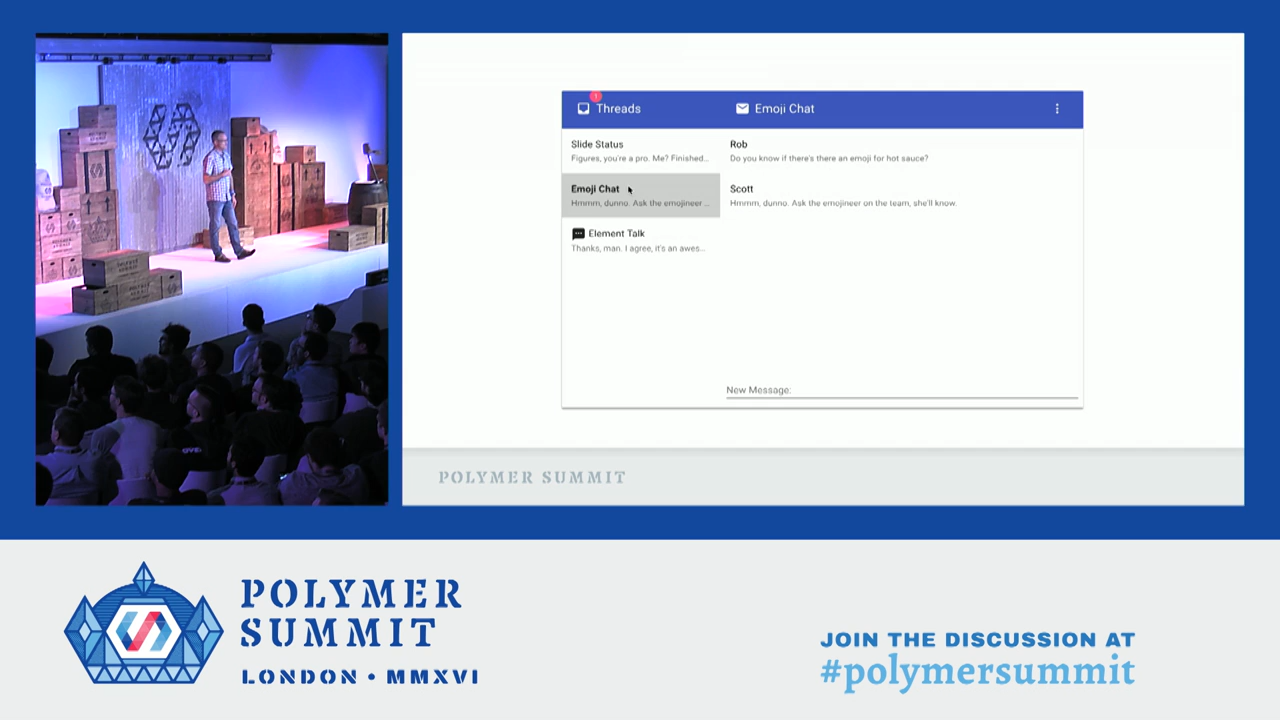 1
Threads
Emoji Chat
Slide Status
Figures, you're a pro. Me? Finished...
Emoji Chat
Hmmm, dunno. Ask the emojineer ...
Element Talk
Thanks, man. I agree, it's an awes...
Rob
Do you know if there's there an emoji for hot sauce?
Scott
Hmmm, dunno. Ask the emojineer on the team, she'll know.
New Message:
POLYMER SUMMIT
POLYMER
SUMMIT
LONDON • MMXVI
JOIN THE DISCUSSION AT
#polymersummit